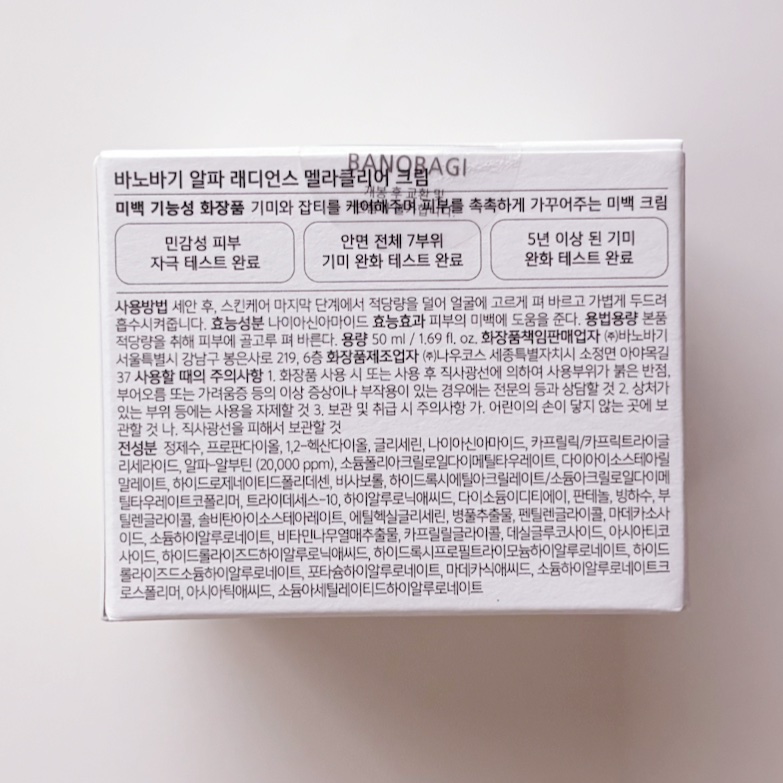 BANOBAGI
바노바기 알파 래디언스 멜라클리어 크림
개봉 후 교환 및
미백 기능성 화장품 기미와 잡티를 케어해주며 피부를 촉촉하게 가꾸어주는 미백 크림
민감성 피부
자극 테스트 완료
안면 전체 7부위
기미 완화 테스트 완료
5년 이상 된 기미
완화 테스트 완료
사용방법 세안 후, 스킨케어 마지막 단계에서 적당량을 덜어 얼굴에 고르게 펴 바르고 가볍게 두드려
흡수시켜줍니다. 효능성분 나이아신아마이드 효능효과 피부의 미백에 도움을 준다. 용법용량 본품
적당량을 취해 피부에 골고루 펴 바른다. 용량 50 ml / 1.69 fl. oz. 화장품책임판매업자 ㈜바노바기
서울특별시 강남구 봉은사로 219, 6층 화장품제조업자 ㈜나우코스 세종특별자치시 소정면 아야목길
37 사용할 때의 주의사항 1. 화장품 사용 시 또는 사용 후 직사광선에 의하여 사용부위가 붉은 반점,
부어오름 또는 가려움증 등의 이상 증상이나 부작용이 있는 경우에는 전문의 등과 상담할 것 2. 상처가
있는 부위 등에는 사용을 자제할 것 3. 보관 및 취급 시 주의사항 가. 어린이의 손이 닿지 않는 곳에 보
관할 것 나. 직사광선을 피해서 보관할 것
전성분 정제수, 프로판다이올, 1,2-헥산다이올, 글리세린, 나이아신아마이드, 카프릴릭/카프릭트라이글
리세라이드, 알파-알부틴 (20,000 ppm), 소듐폴리아크릴로일다이메틸타우레이트, 다이아이소스테아릴
말레이트, 하이드로제네이티드폴리데센, 비사보롤, 하이드록시에틸아크릴레이트/소듐아크릴로일다이메
틸타우레이트코폴리머, 트라이데세스-10, 하이알루로닉애씨드, 다이소듐이디티에이, 판테놀, 빙하수, 부
틸렌글라이콜, 솔비탄아이소스테아레이트, 에틸헥실글리세린, 병풀추출물, 펜틸렌글라이콜, 마데카소사
이드, 소듐하이알루로네이트, 비타민나무열매추출물, 카프릴릴글라이콜, 데실글루코사이드, 아시아티코
사이드, 하이드롤라이즈드하이알루로닉애씨드, 하이드록시프로필트라이모늄하이알루로네이트, 하이드
롤라이즈드소듐하이알루로네이트, 포타슘하이알루로네이트, 마데카식애씨드, 소듐하이알루로네이트크
로스폴리머, 아시아틱애씨드, 소듐아세틸레이티드하이알루로네이트